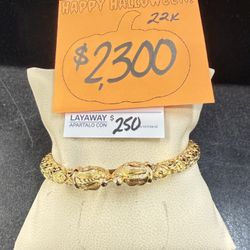 HAPPY HALLOWEEN!
22K
$2,300
LAYAWAY $
APARTALO CON 250